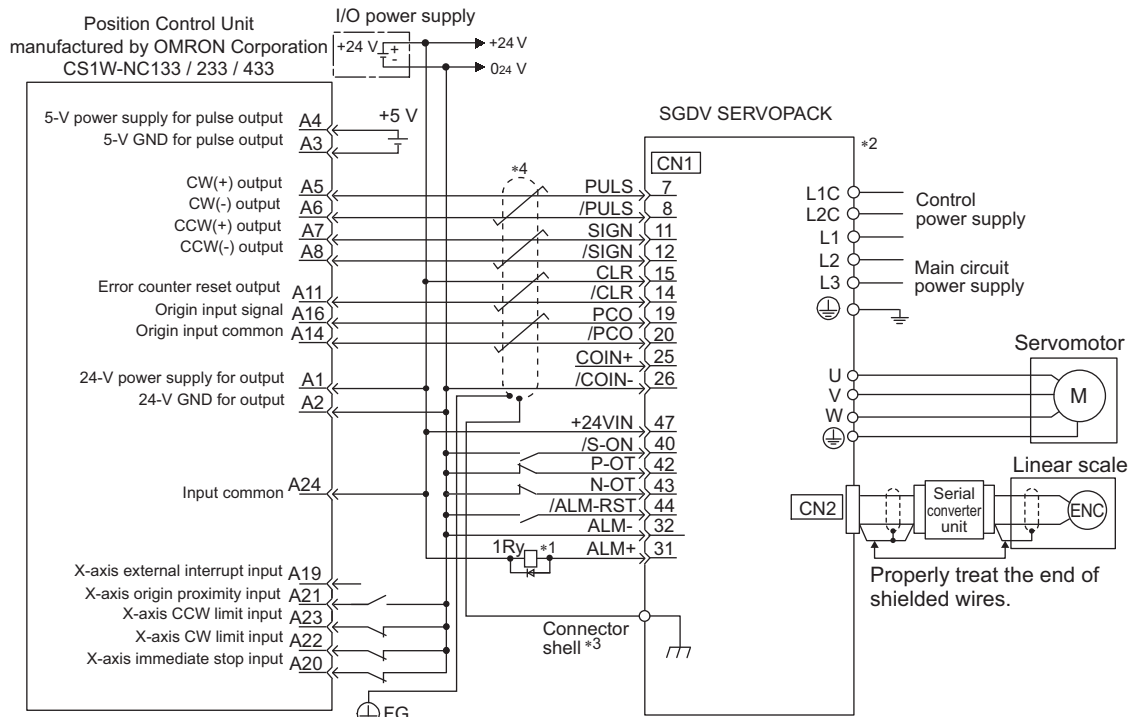 I/O power supply
Position Control Unit
manufactured by OMRON Corporation
CS1W-NC133 / 233 / 433
+24 V
+
-
+24 V
024 V
SGDV SERVOPACK
*2
5-V power supply for pulse output A4
+5 V
5-V GND for pulse output A3
*4
CN1
CW(+) output A5
PULS 7
CW(-) output A6
/PULS 8
CCW(+) output A7
SIGN 11
CCW(-) output A8
/SIGN 12
CLR 15
Error counter reset output A11
/CLR 14
Origin input signal A16
PCO 19
Origin input common A14
/PCO 20
COIN+ 25
24-V power supply for output A1
/COIN- 26
24-V GND for output A2
+24VIN 47
/S-ON 40
P-OT 42
Input common A24
N-OT 43
/ALM-RST 44
ALM- 32
1Ry *1 ALM+ 31
X-axis external interrupt input A19
X-axis origin proximity input A21
X-axis CCW limit input A23
X-axis CW limit input A22
X-axis immediate stop input A20
Connector
shell *3
FG
L1C
L2C
Control
power supply
L1
L2
L3
Main circuit
power supply
Servomotor
U
V
W
M
Linear scale
CN2
Serial
converter
unit
ENC
Properly treat the end of
shielded wires.